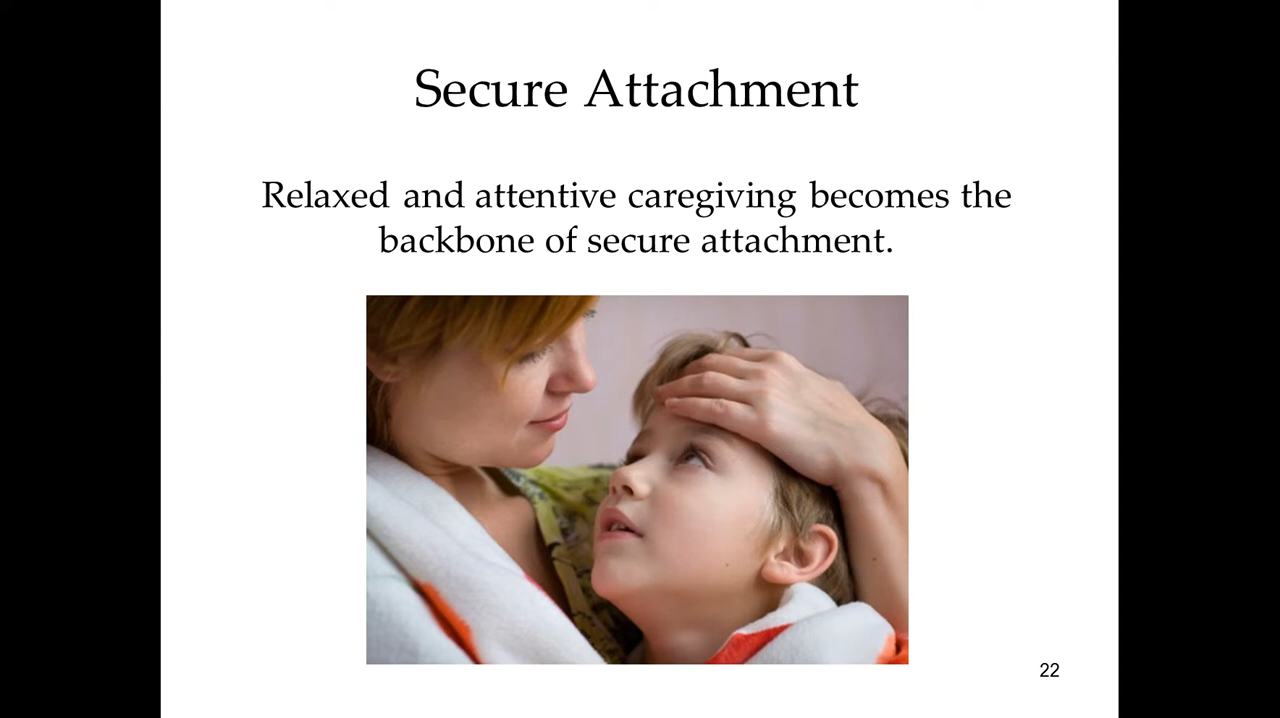 Secure Attachment
Relaxed and attentive caregiving becomes the
backbone of secure attachment.
22